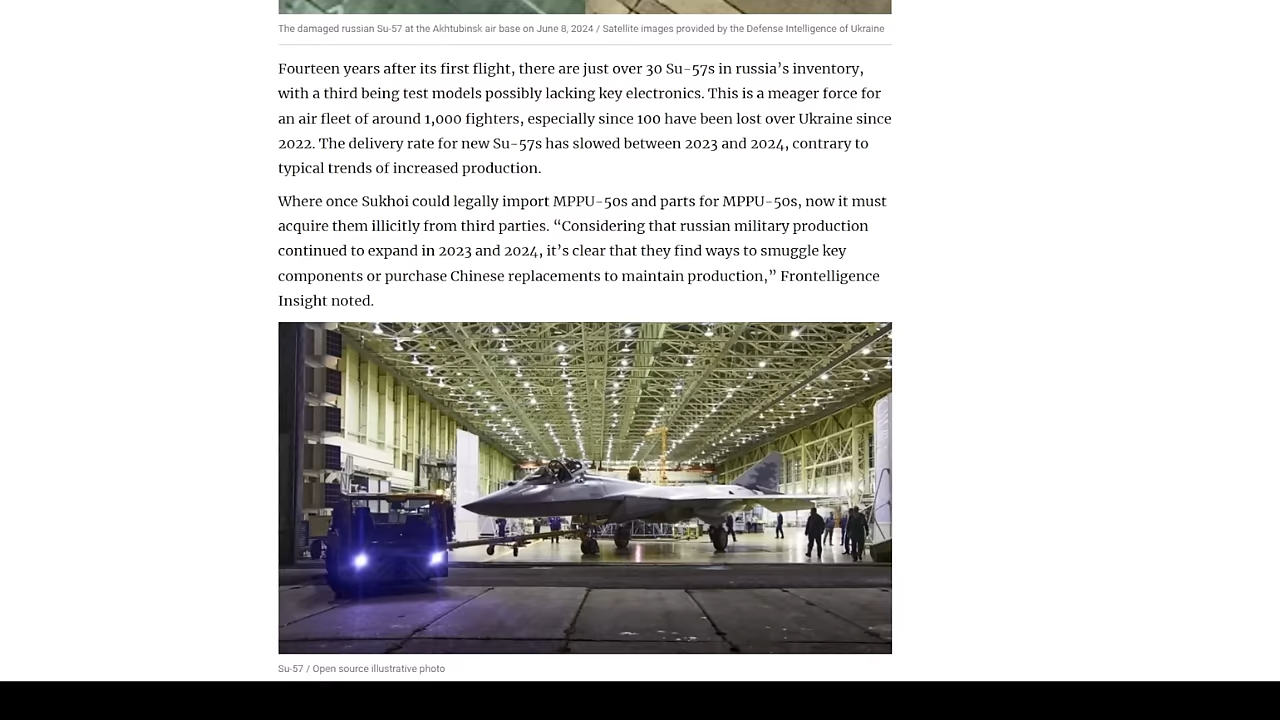 The damaged russian Su-57 at the Akhtubinsk air base on June 8, 2024 / Satellite images provided by the Defense Intelligence of Ukraine
Fourteen years after its first flight, there are just over 30 Su-57s in russia's inventory,
with a third being test models possibly lacking key electronics. This is a meager force for
an air fleet of around 1,000 fighters, especially since 100 have been lost over Ukraine since
2022. The delivery rate for new Su-57s has slowed between 2023 and 2024, contrary to
typical trends of increased production.
Where once Sukhoi could legally import MPPU-50s and parts for MPPU-50s, now it must
acquire them illicitly from third parties. “Considering that russian military production
continued to expand in 2023 and 2024, it's clear that they find ways to smuggle key
components or purchase Chinese replacements to maintain production,” Frontelligence
Insight noted.
Su-57 / Open source illustrative photo